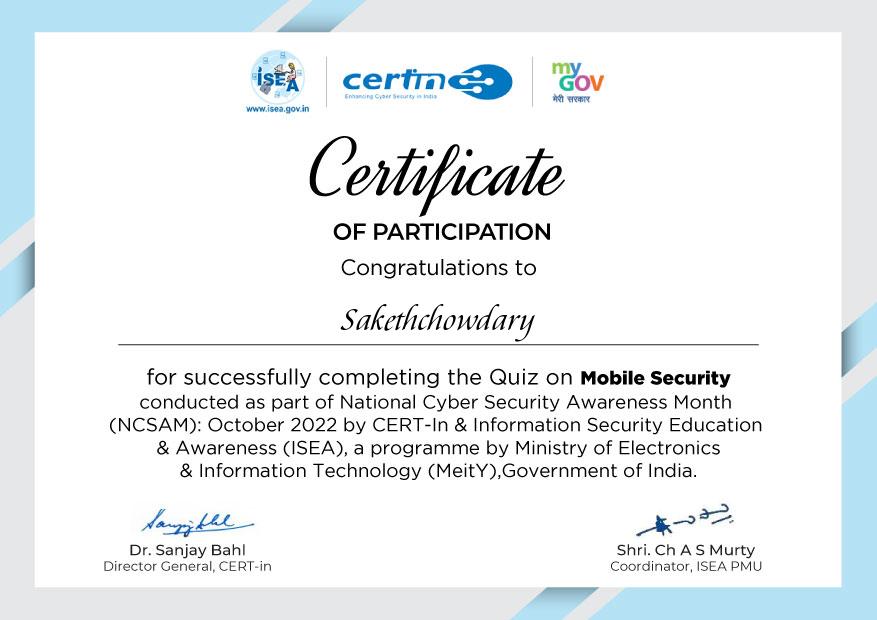 ISEA
www.isea.gov.in
certin
Enhancing Cyber Security in India
my
GOV
मेरी सरकार
Certificate
OF PARTICIPATION
Congratulations to
Sakethchowdary
for successfully completing the Quiz on Mobile Security
conducted as part of National Cyber Security Awareness Month
(NCSAM): October 2022 by CERT-In & Information Security Education
& Awareness (ISEA), a programme by Ministry of Electronics
& Information Technology (MeitY),Government of India.
Dr. Sanjay Bahl
Director General, CERT-in
Shri. Ch A S Murty
Coordinator, ISEA PMU